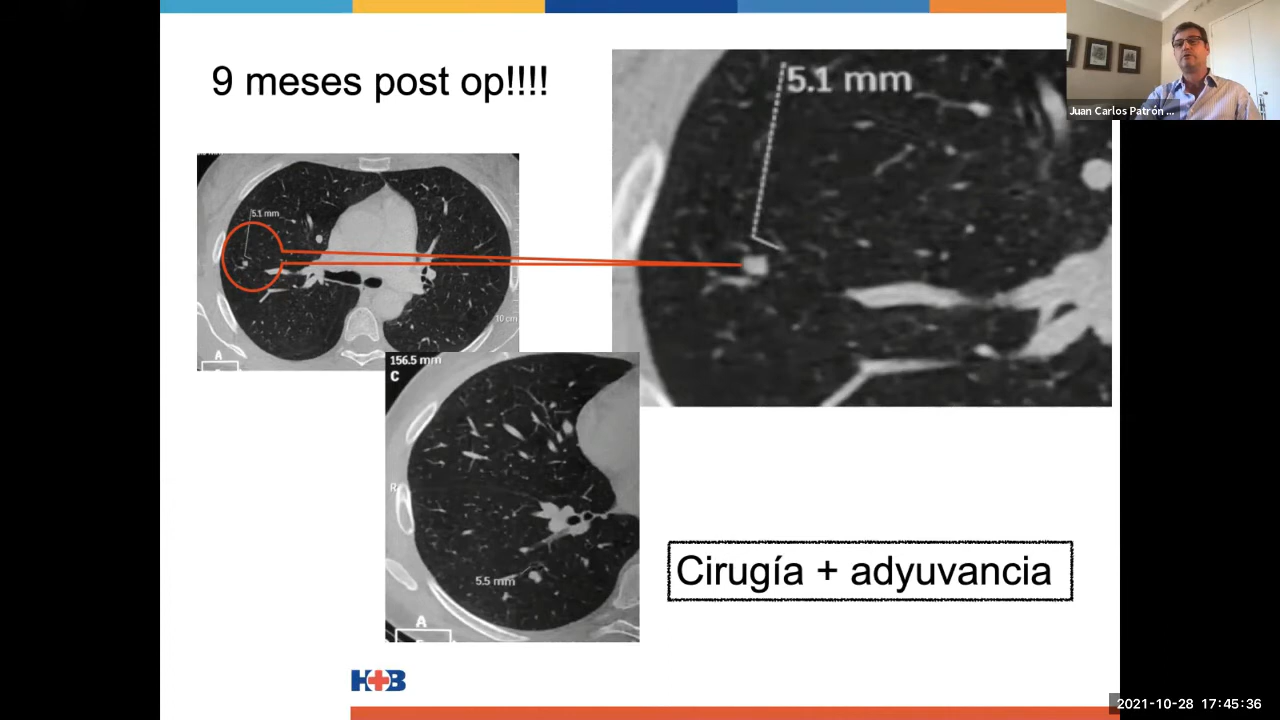 9 meses post op!!!!
5.1 mm
Juan Carlos Patrón ...
5.1 mm
10 cm
A
156.5 mm
C
R
5.5 mm
A
Cirugía + adyuvancia
HB
2021-10-28 17:45:36